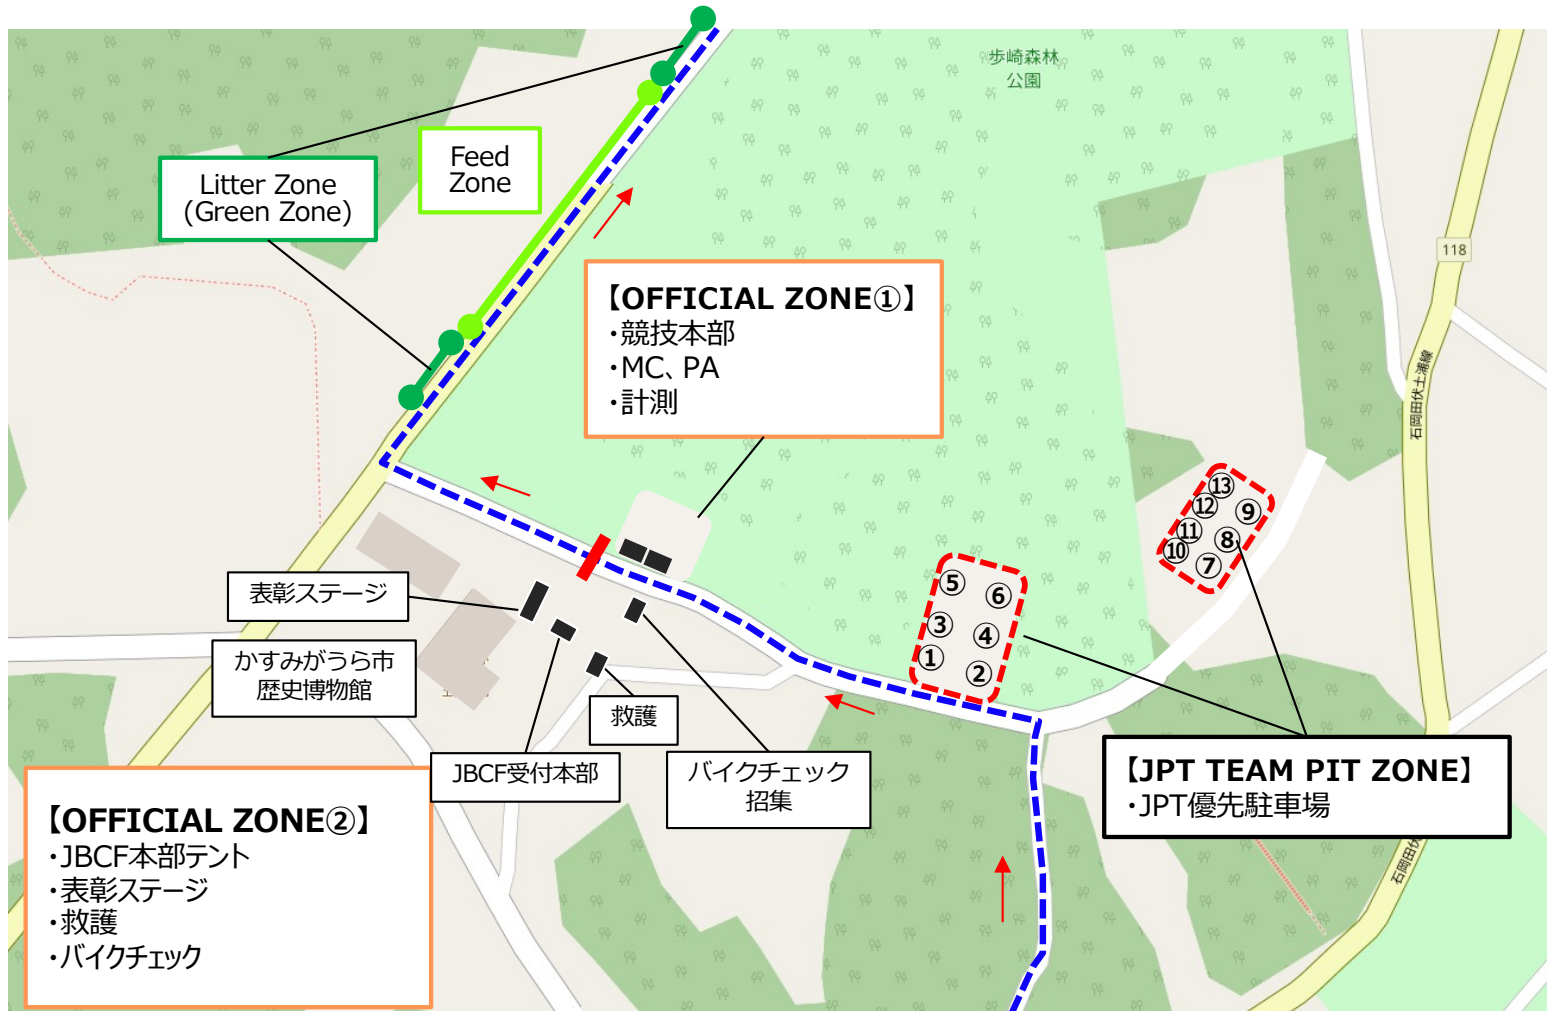 歩崎森林
公園
Feed
Zone
Litter Zone
(Green Zone)
118
【OFFICIAL ZONE①】
・競技本部
・MC、PA
・計測
石岡田伏土浦線
⑬
⑫
⑨
⑪
⑧
⑩
⑦
⑤
⑥
③
④
①
②
表彰ステージ
かすみがうら市
歴史博物館
救護
JBCF受付本部
バイクチェック
招集
【JPT TEAM PIT ZONE】
・JPT優先駐車場
【OFFICIAL ZONE②】
・JBCF本部テント
・表彰ステージ
・救護
・バイクチェック
石岡田伏